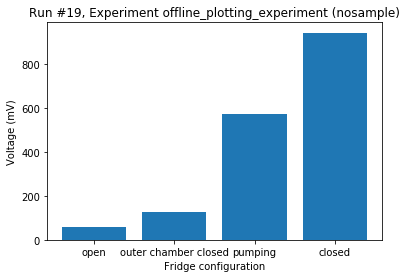 Run #19, Experiment offline_plotting_experiment (nosample)
800
600
400
200
0
Voltage (mV)
open outer chamber closed pumping closed
Fridge configuration